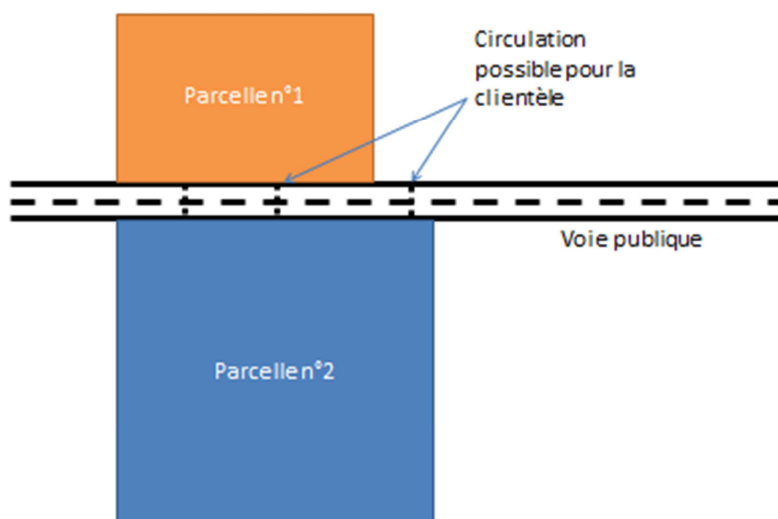 Parcelle n°1
Circulation
possible pour la
clientèle
Voie publique
Parcelle n°2